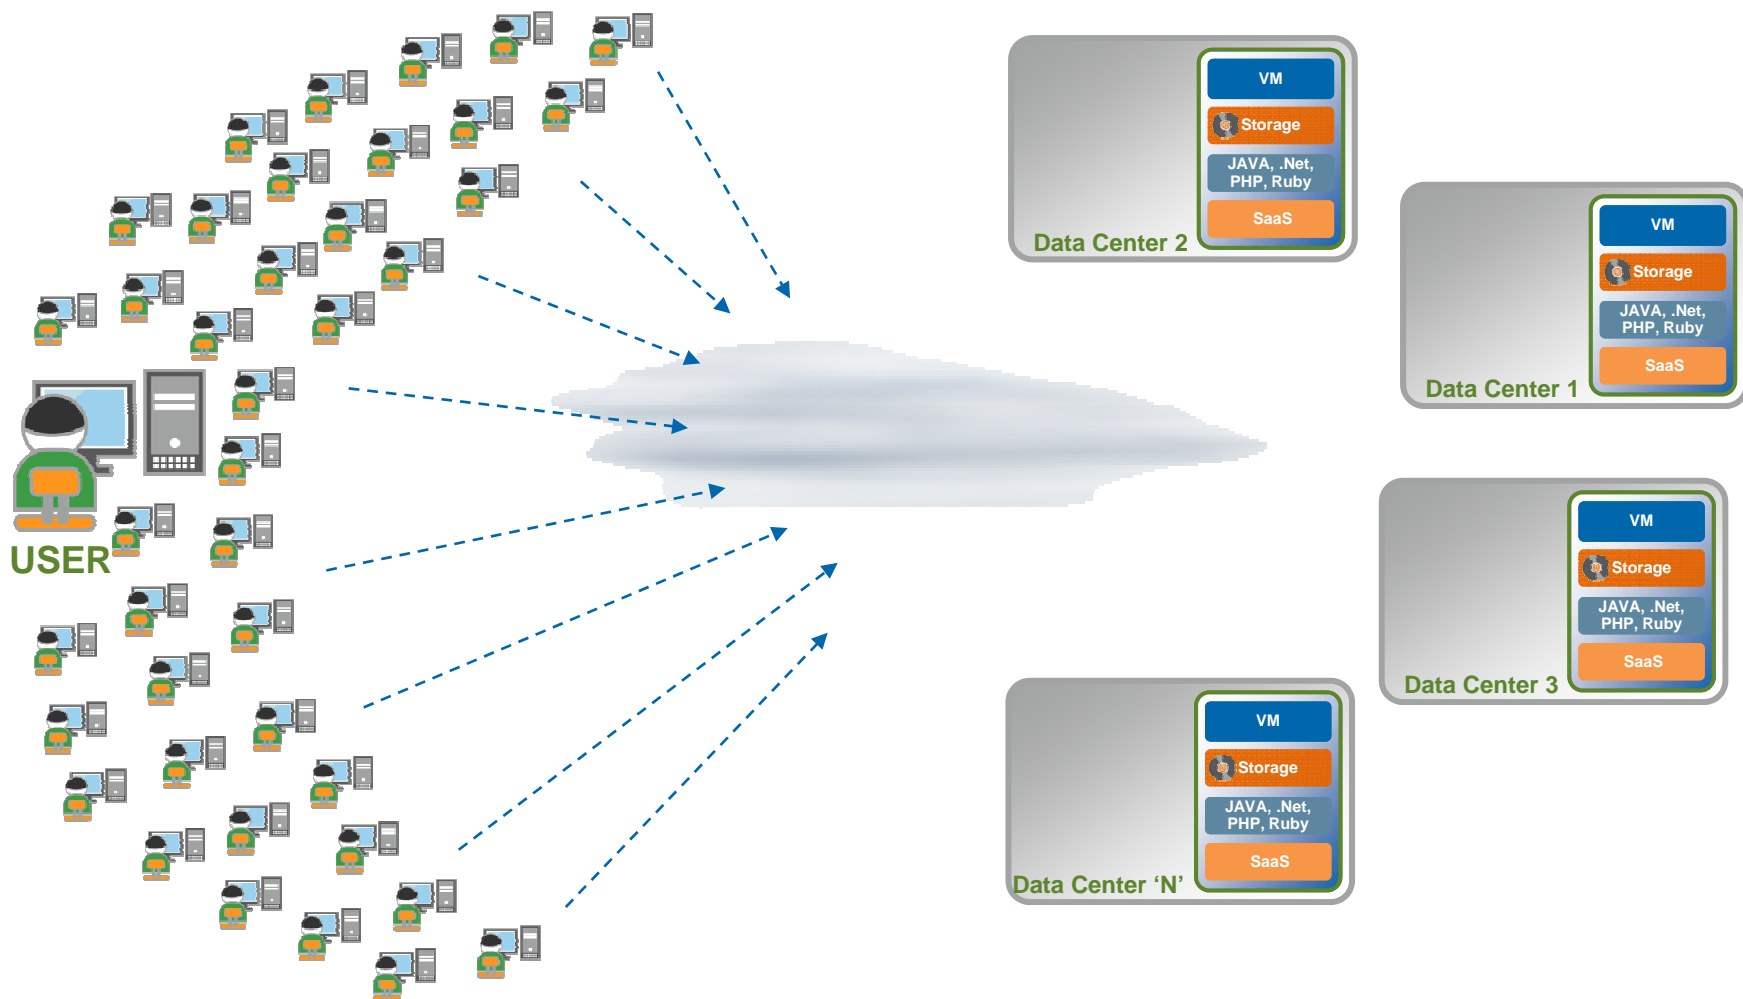 VM
Storage
JAVA, .Net,
PHP, Ruby
SaaS
Data Center 2
VM
Storage
JAVA, .Net,
PHP, Ruby
SaaS
Data Center 1
USER
VM
Storage
JAVA, .Net,
PHP, Ruby
SaaS
Data Center 3
VM
Storage
JAVA, .Net,
PHP, Ruby
SaaS
Data Center ‘N’